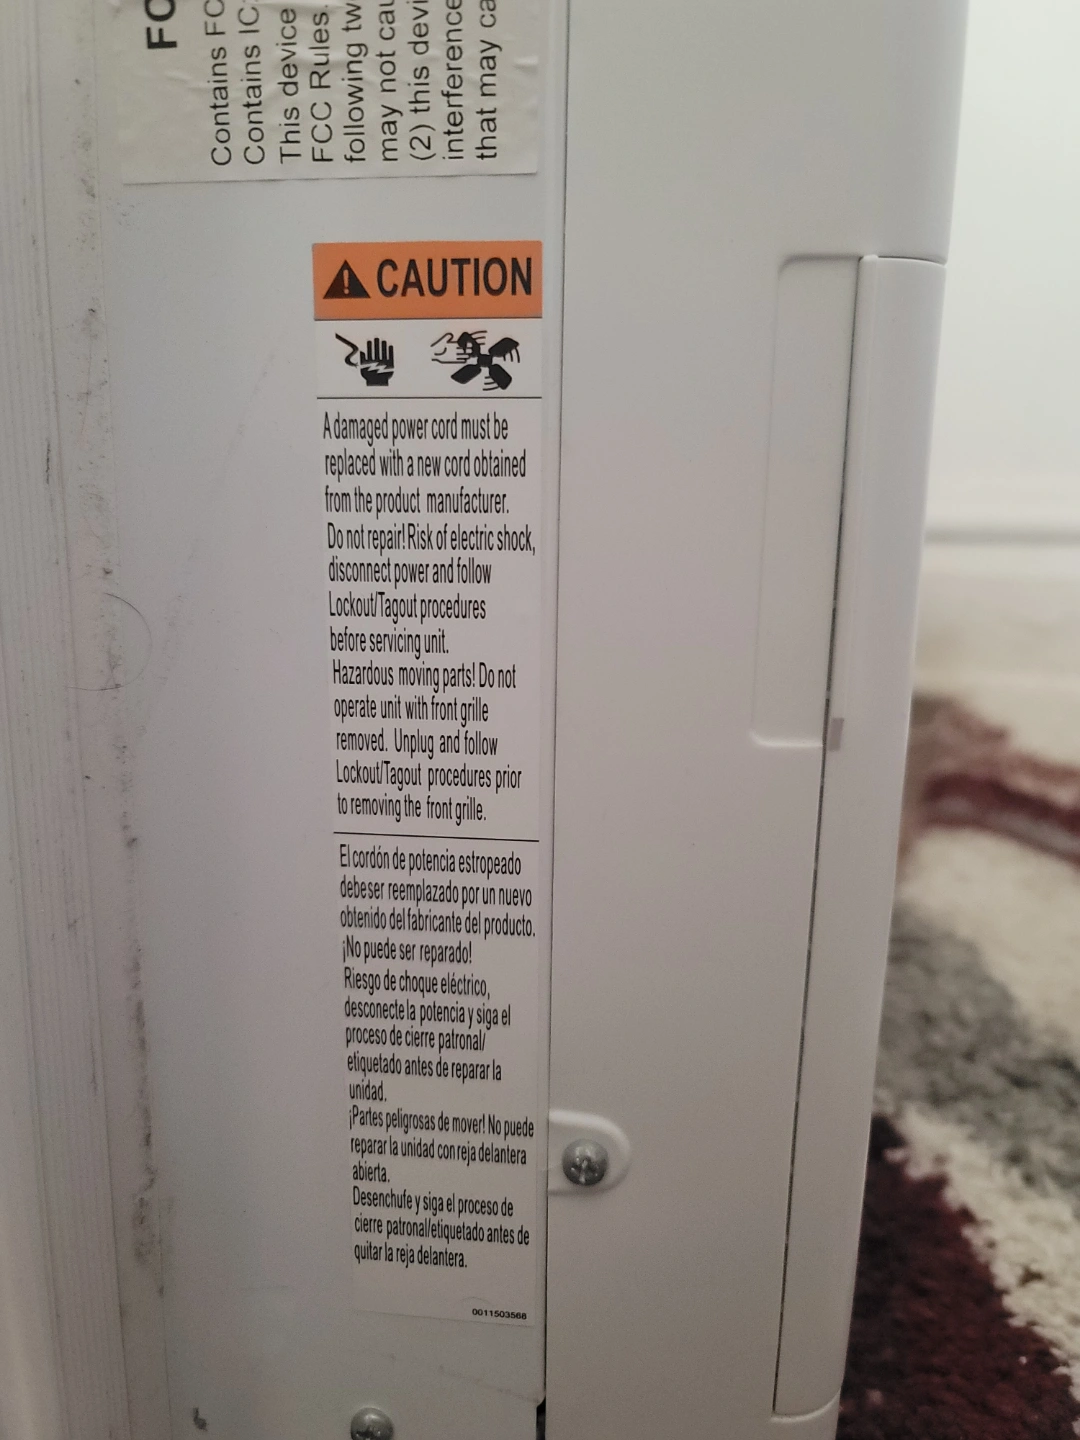 FC
Contains FC
Contains IC:
This device
FCC Rules.
following tw
may not cau
(2) this devi
interference
that may ca
CAUTION
A damaged power cord must be
replaced with a new cord obtained
from the product manufacturer.
Do not repair! Risk of electric shock,
disconnect power and follow
Lockout/Tagout procedures
before servicing unit.
Hazardous moving parts! Do not
operate unit with front grille
removed. Unplug and follow
Lockout/Tagout procedures prior
to removing the front grille.
El cordón de potencia estropeado
debe ser reemplazado por un nuevo
obtenido del fabricante del producto.
¡No puede ser reparado!
Riesgo de choque eléctrico,
desconecte la potencia y siga el
proceso de cierre patronal/
etiquetado antes de reparar la
unidad.
¡Partes peligrosas de mover! No puede
reparar la unidad con reja delantera
abierta.
Desenchufe y siga el proceso de
cierre patronal/etiquetado antes de
quitar la reja delantera.
0011503568